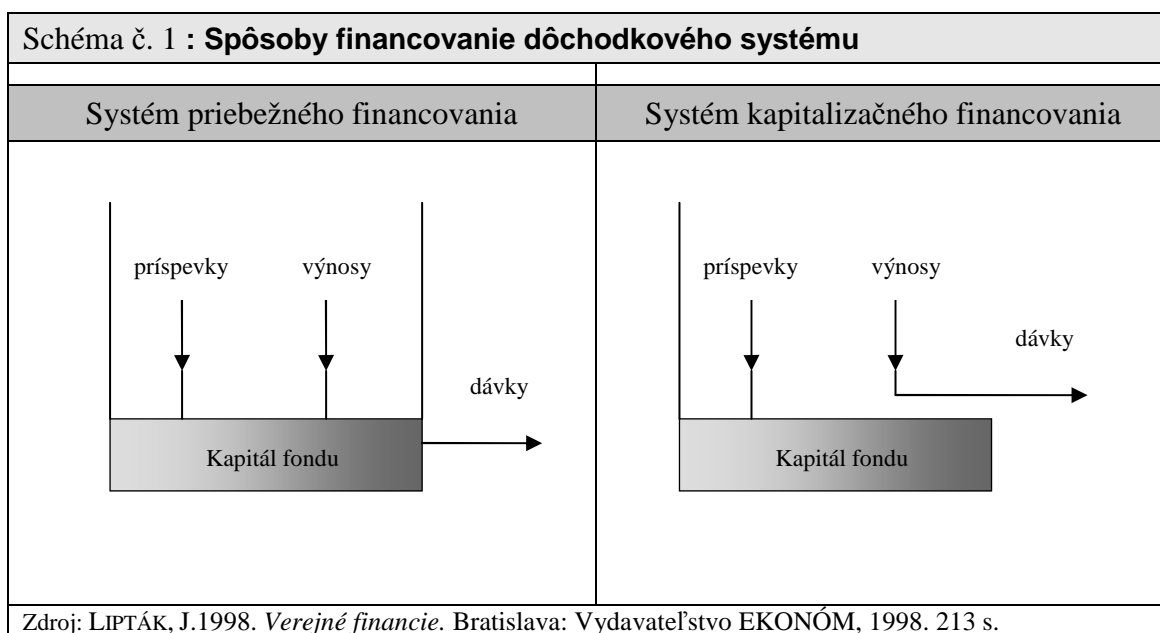 Schéma č. 1 : Spôsoby financovanie dôchodkového systému
Systém priebežného financovania
Systém kapitalizačného financovania
príspevky výnosy
dávky
Kapitál fondu
príspevky výnosy
dávky
Kapitál fondu
Zdroj: LIPTÁK, J.1998. Verejné financie. Bratislava: Vydavateľstvo EKONÓM, 1998. 213 s.